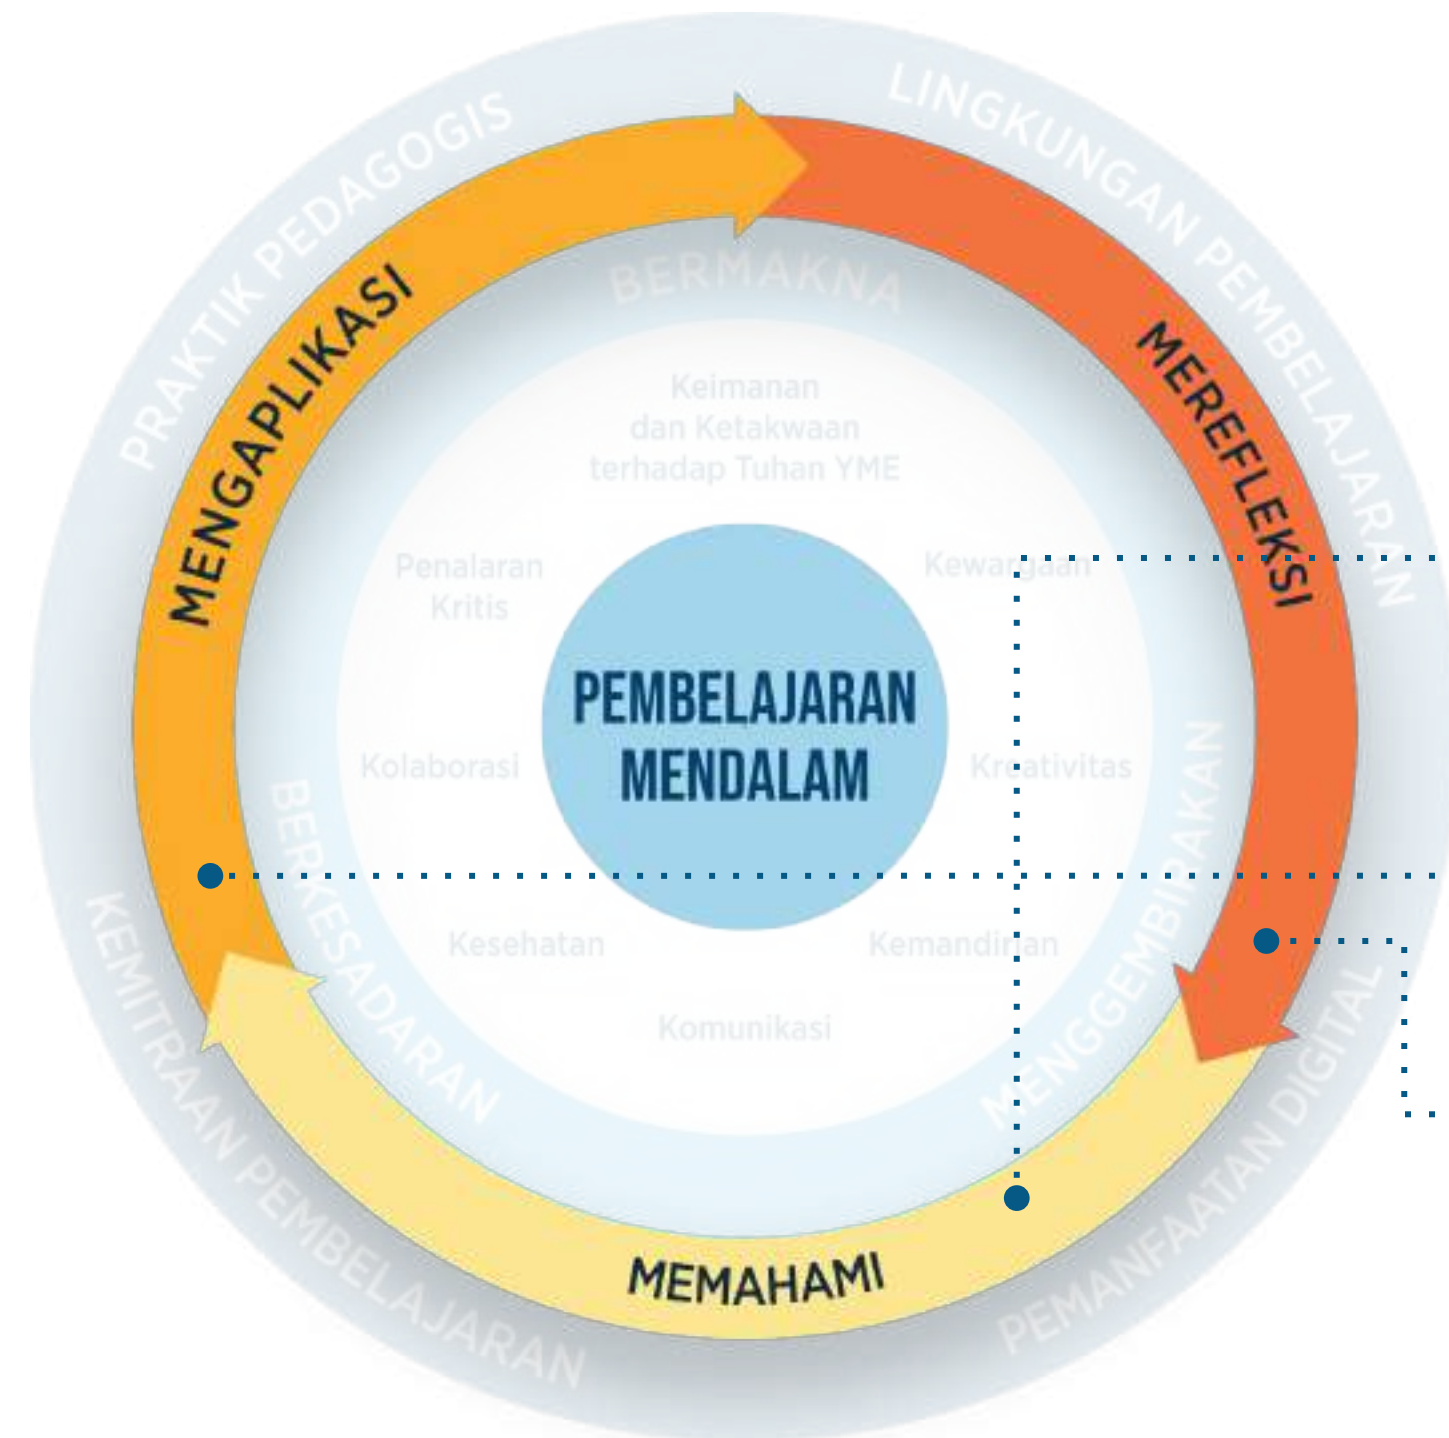 PRAKTIK PEDAGOGIS
LINGKUNGAN PEMBELAJARAN
MENGAPLIKASI
MEREFLEKSI
BERMAKNA
Keimanan
dan Ketakwaan
terhadap Tuhan YME
Penalaran
Kritis
Kewargaan
PEMBELAJARAN
MENDALAM
Kolaborasi
Kreativitas
BERKESADARAN
MENGGEMBIRAKAN
Kesehatan
Kemandirian
Komunikasi
MEMAHAMI
KEMITRAAN PEMBELAJARAN
PEMANFAATAN DIGITAL